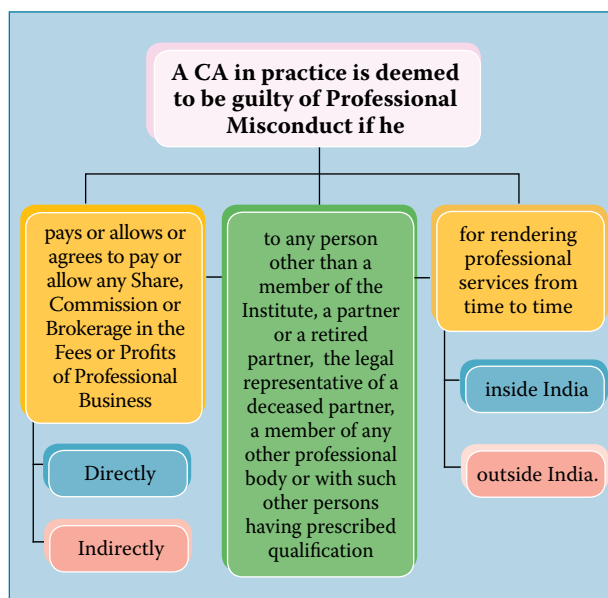 A CA in practice is deemed
to be guilty of Professional
Misconduct if he
pays or allows or
agrees to pay or
allow any Share,
Commission or
Brokerage in the
Fees or Profits
of Professional
Business
Directly
Indirectly
to any person
other than a
member of the
Institute, a partner
or a retired
partner, the legal
representative of a
deceased partner,
a member of any
other professional
body or with such
other persons
having prescribed
qualification
for rendering
professional
services from
time to time
inside India
outside India.